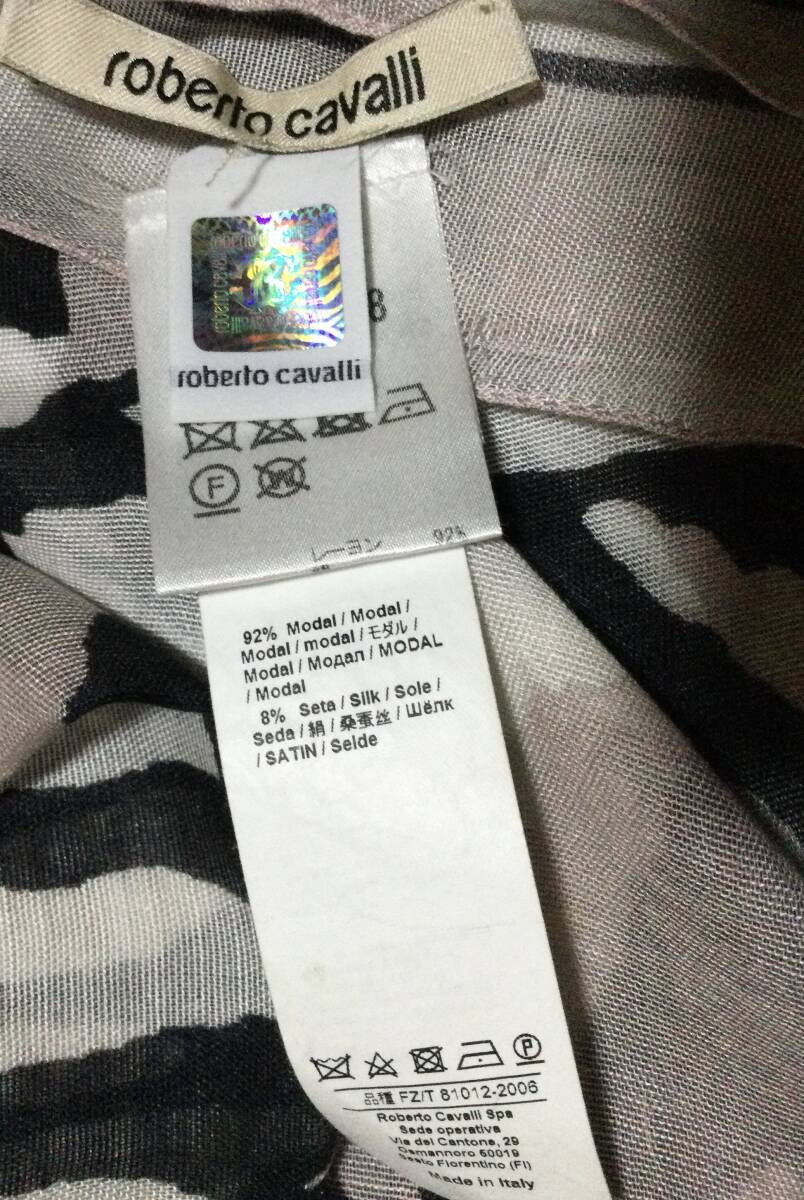 roberto cavalli
roberto cavalli
8
F
W
レーヨン 92%
92% Modal / Modal /
Modal / modal / モダル /
Modal / Модал / MODAL
/ Modal
8% Seta / Silk / Sole /
Seda / 絹 / 桑蚕丝 / Шёлк
/ SATIN / Seide
P
品種 FZ/T 81012-2006
Roberto Cavalli Spa
Sede operativa
Via del Cantone, 29
Osmannoro 50019
Sesto Fiorentino (FI)
Made in Italy